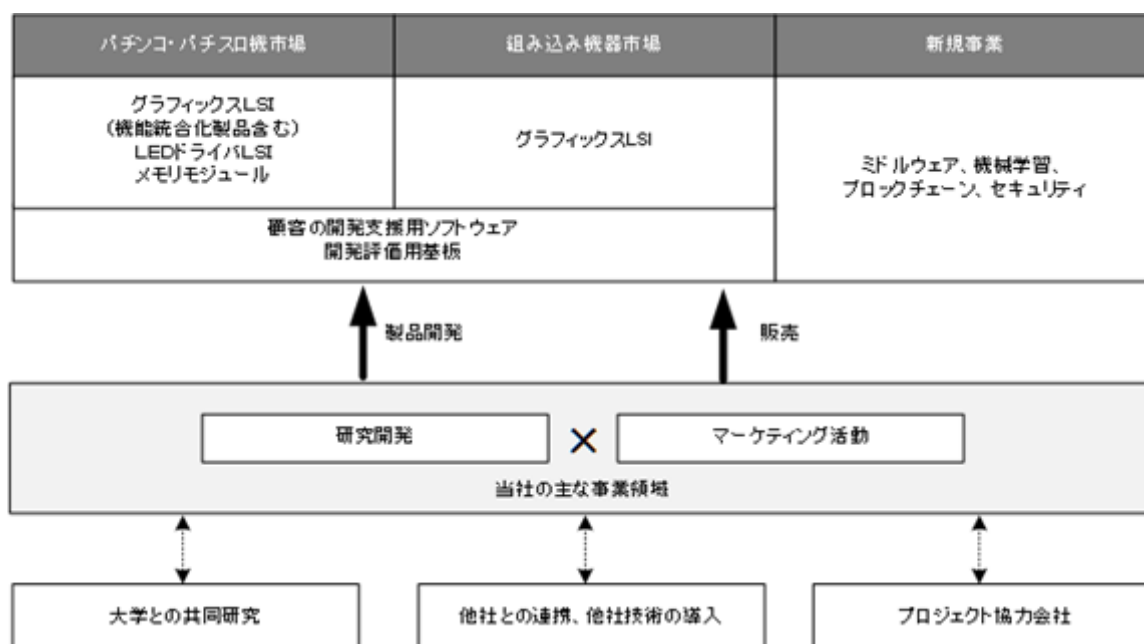 パチンコ・パチスロ機市場
組み込み機器市場
新規事業
グラフィックスLSI
(機能統合化製品含む)
LEDドライバLSI
メモリモジュール
グラフィックスLSI
ミドルウェア、機械学習、
ブロックチェーン、セキュリティ
顧客の開発支援用ソフトウェア
開発評価用基板
製品開発
販売
研究開発
×
マーケティング活動
当社の主な事業領域
大学との共同研究
他社との連携、他社技術の導入
プロジェクト協力会社